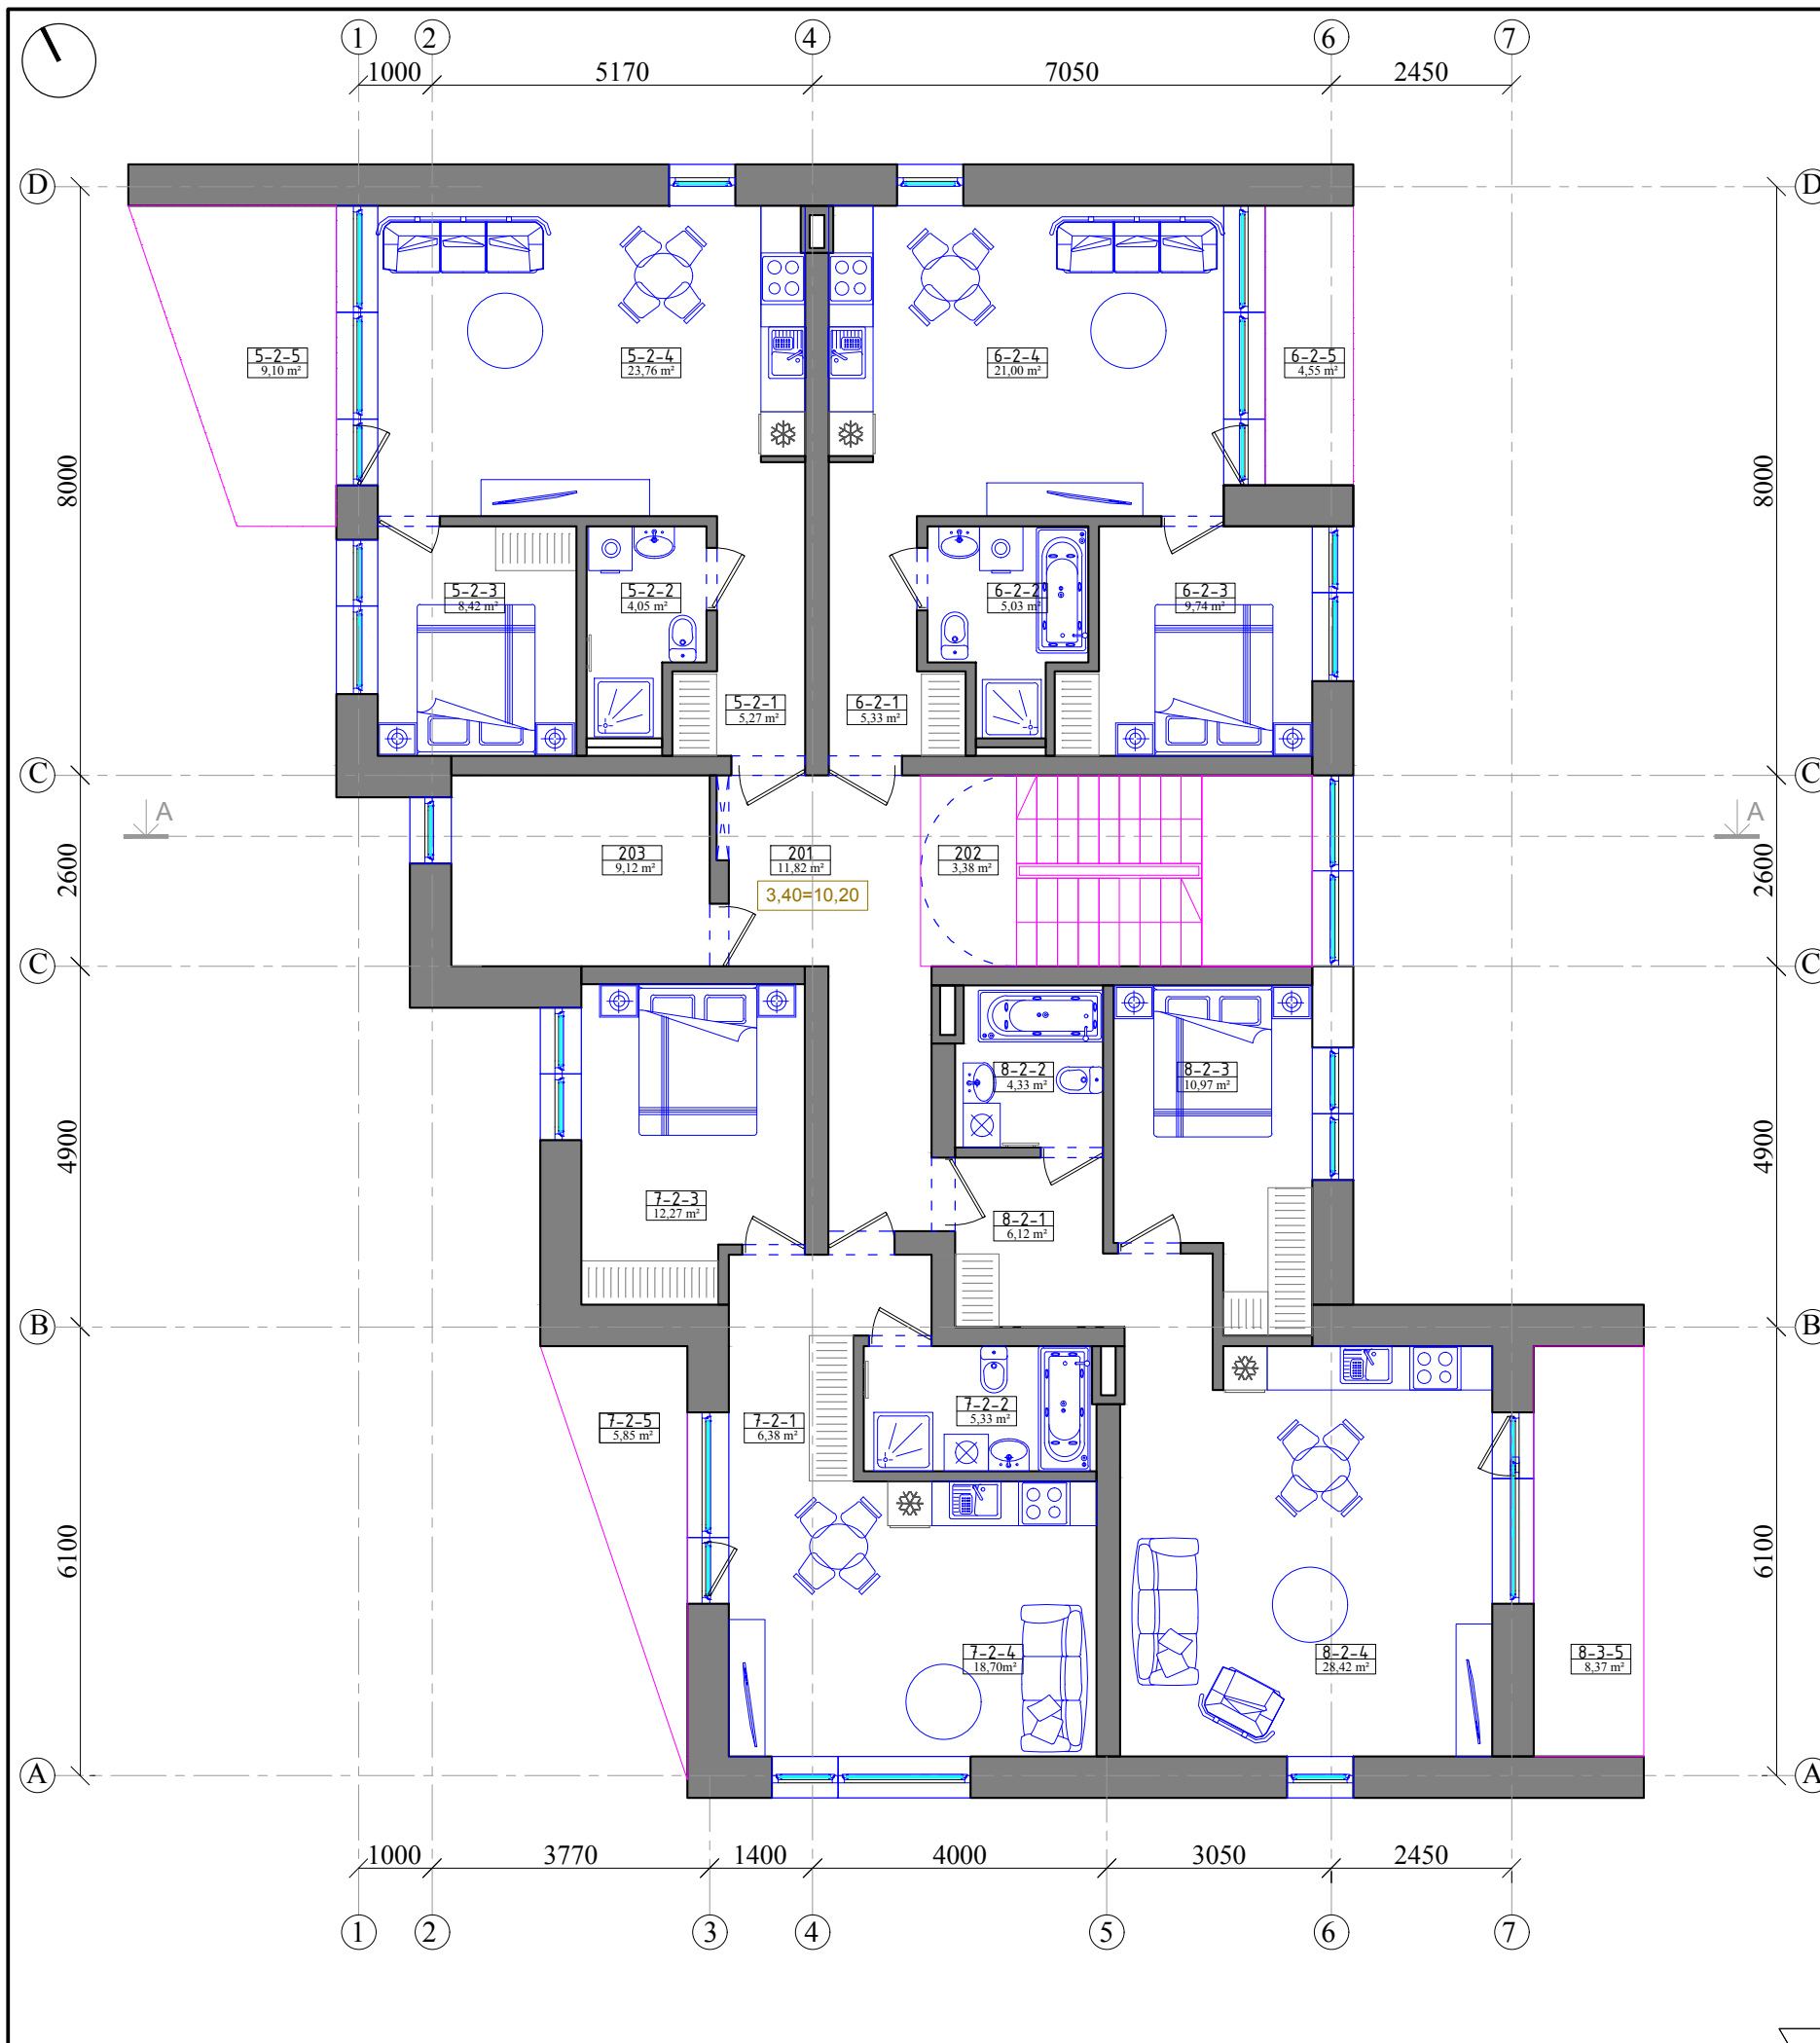 1 2 4 6 7
1000 5170 7050 2450
D D
5-2-5
9,10 m²
5-2-4
23,76 m²
6-2-4
21,00 m²
6-2-5
4,55 m²
8000 8000
5-2-3
8,42 m²
5-2-2
4,05 m²
6-2-2
5,03 m²
6-2-3
9,74 m²
5-2-1
5,27 m²
6-2-1
5,33 m²
C C
A A
203
9,12 m²
201
11,82 m²
202
3,38 m²
2600 2600
3,40=10,20
C C
8-2-2
4,33 m²
8-2-3
10,97 m²
4900 4900
7-2-3
12,27 m²
8-2-1
6,12 m²
B B
7-2-5
5,85 m²
7-2-1
6,38 m²
7-2-2
5,33 m²
6100 6100
7-2-4
18,70m²
8-2-4
28,42 m²
8-3-5
8,37 m²
A A
1000 3770 1400 4000 3050 2450
1 2 3 4 5 6 7